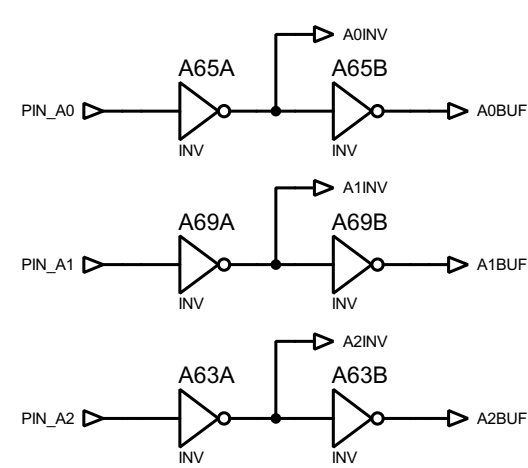 A0INV
A65A A65B
PIN_A0 A0BUF
INV INV
A1INV
A69A A69B
PIN_A1 A1BUF
INV INV
A2INV
A63A A63B
PIN_A2 A2BUF
INV INV